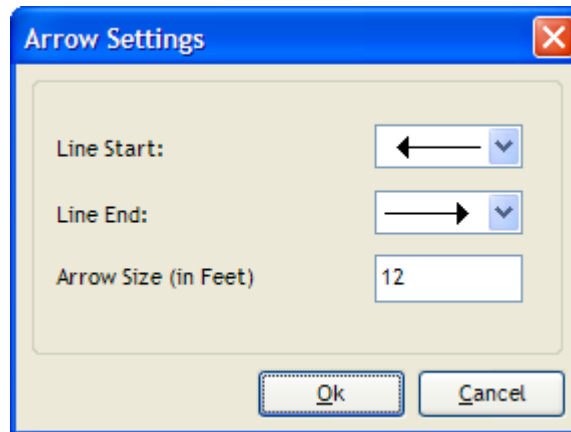 Arrow Settings
Line Start:
Line End:
Arrow Size (in Feet) 12
Ok Cancel